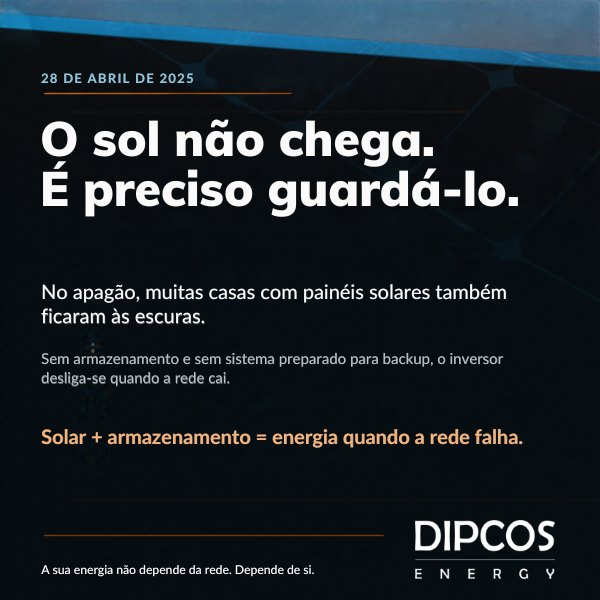 28 DE ABRIL DE 2025
O sol não chega.
É preciso guardá-lo.
No apagão, muitas casas com painéis solares também
ficaram às escuras.
Sem armazenamento e sem sistema preparado para backup, o inversor
desliga-se quando a rede cai.
Solar + armazenamento = energia quando a rede falha.
DIPCOS
ENERGY
A sua energia não depende da rede. Depende de si.